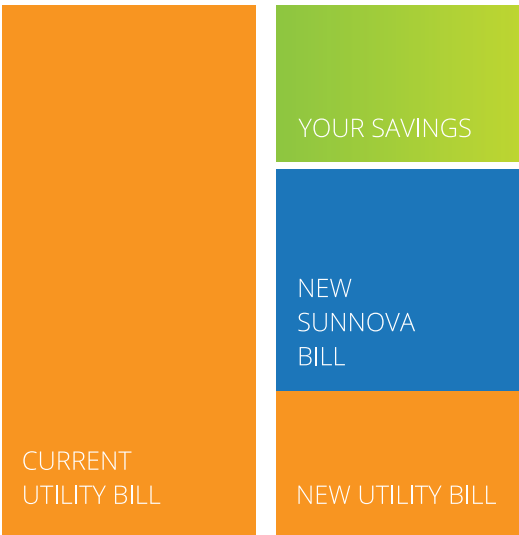 YOUR SAVINGS
NEW
SUNNOVA
BILL
CURRENT
UTILITY BILL
NEW UTILITY BILL